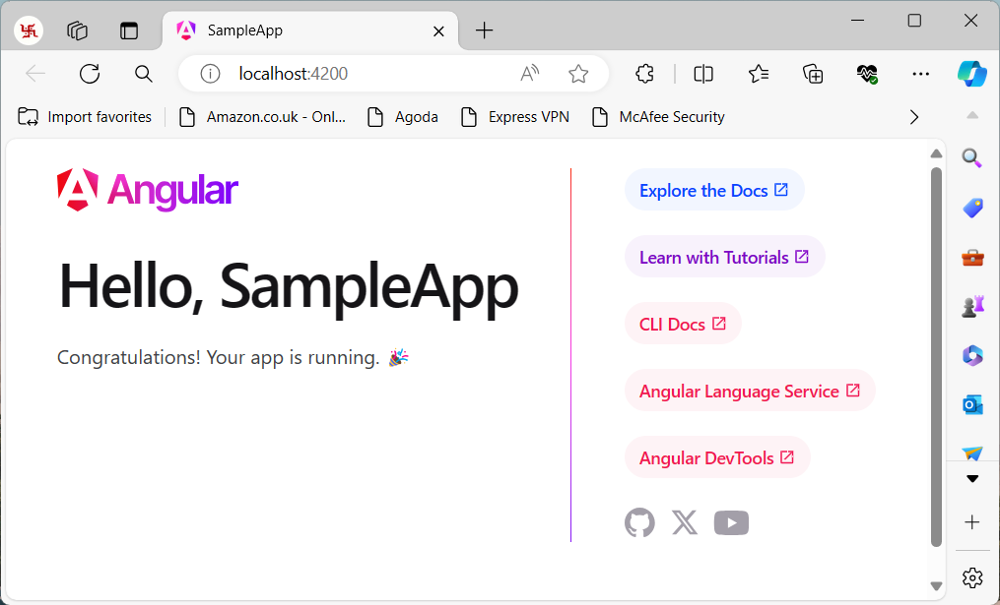 SampleApp
localhost:4200
Import favorites
Amazon.co.uk - Onl...
Agoda
Express VPN
McAfee Security
Angular
Hello, SampleApp
Congratulations! Your app is running. 🎉
Explore the Docs
Learn with Tutorials
CLI Docs
Angular Language Service
Angular DevTools